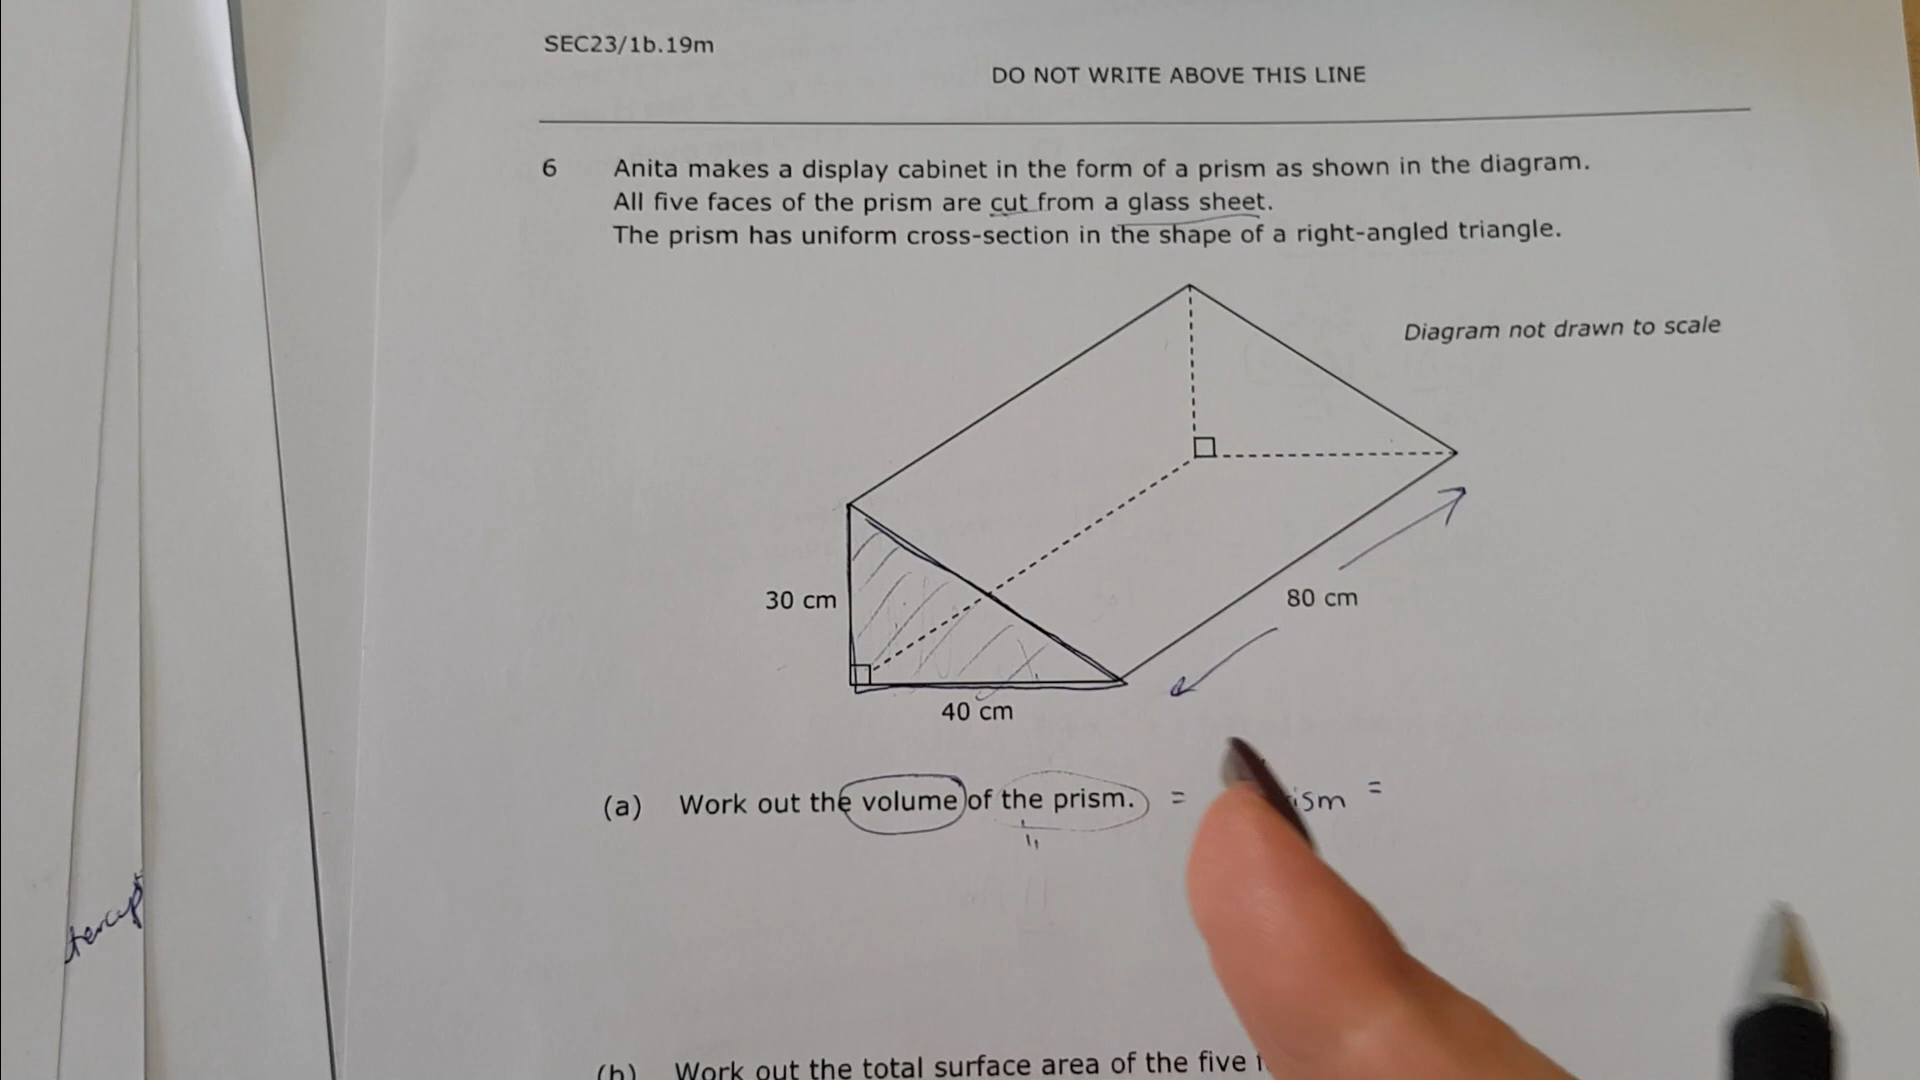 SEC23/1b.19m
DO NOT WRITE ABOVE THIS LINE
6 Anita makes a display cabinet in the form of a prism as shown in the diagram.
All five faces of the prism are cut from a glass sheet.
The prism has uniform cross-section in the shape of a right-angled triangle.
Diagram not drawn to scale
30 cm
80 cm
40 cm
(a) Work out the volume of the prism. = =
(b) Work out the total surface area of the five